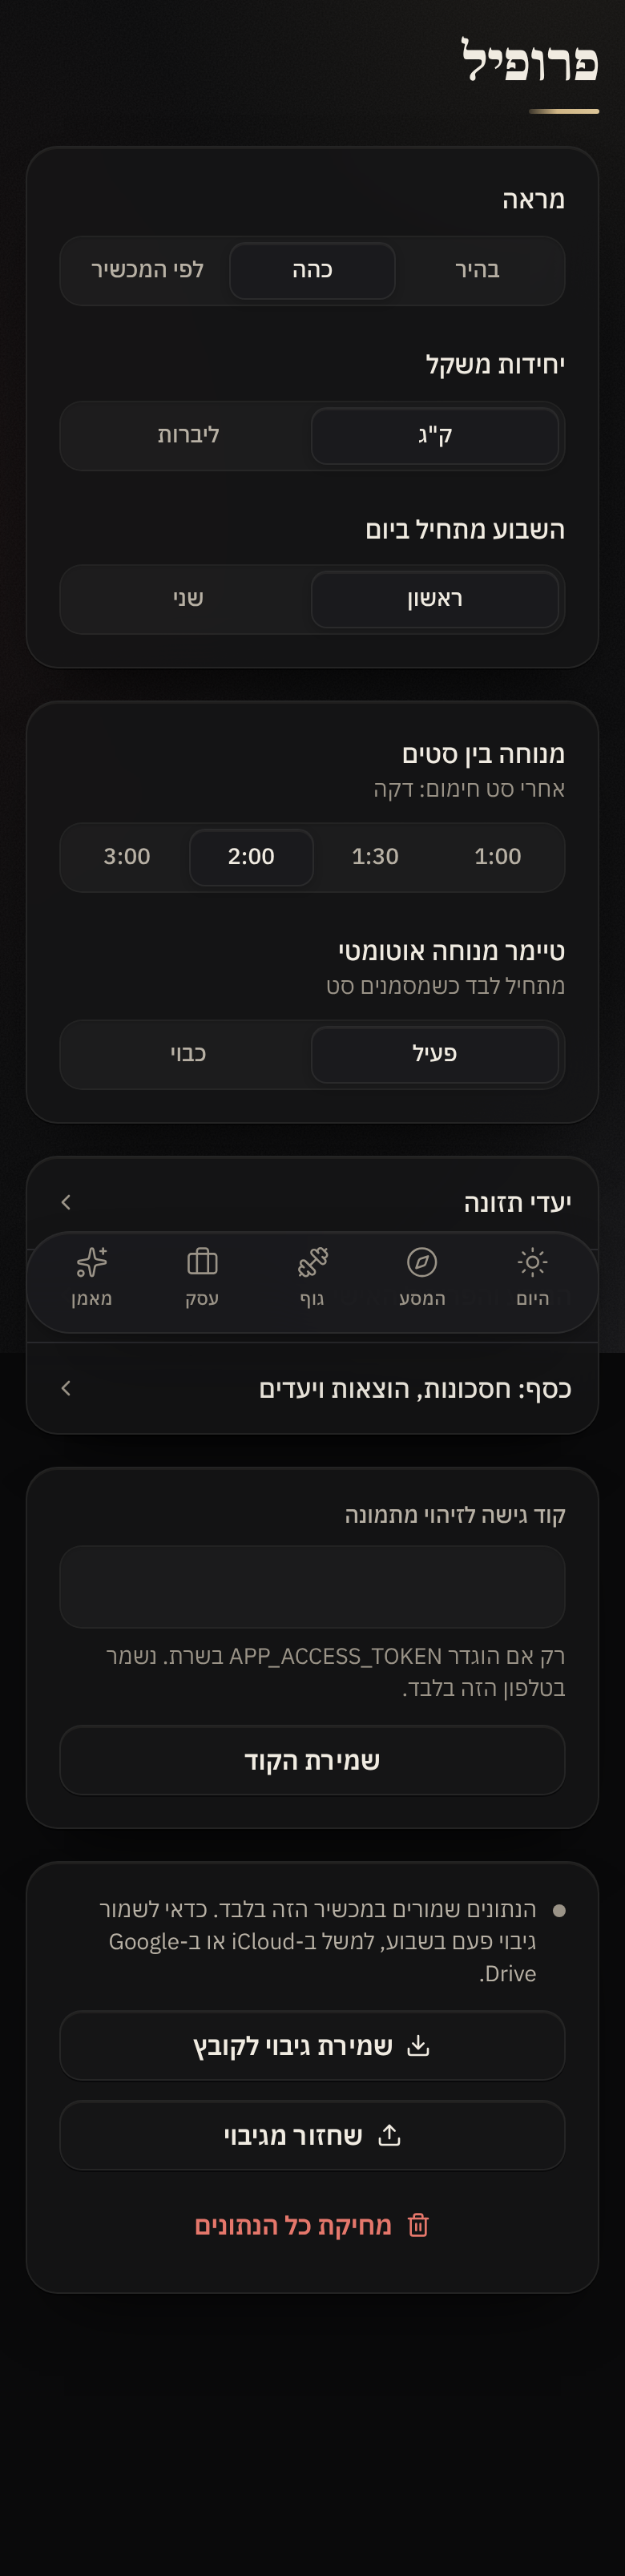 פרופיל
מראה
בהיר
כהה
לפי המכשיר
יחידות משקל
ק"ג
ליברות
השבוע מתחיל ביום
ראשון
שני
מנוחה בין סטים
אחרי סט חימום: דקה
1:00
1:30
2:00
3:00
טיימר מנוחה אוטומטי
מתחיל לבד כשמסמנים סט
פעיל
כבוי
יעדי תזונה
היום
המסע
גוף
עסק
מאמן
כסף: חסכונות, הוצאות ויעדים
קוד גישה לזיהוי מתמונה
רק אם הוגדר APP_ACCESS_TOKEN בשרת. נשמר
בטלפון הזה בלבד.
שמירת הקוד
הנתונים שמורים במכשיר הזה בלבד. כדאי לשמור
גיבוי פעם בשבוע, למשל ב-iCloud או ב-Google
Drive.
שמירת גיבוי לקובץ
שחזור מגיבוי
מחיקת כל הנתונים